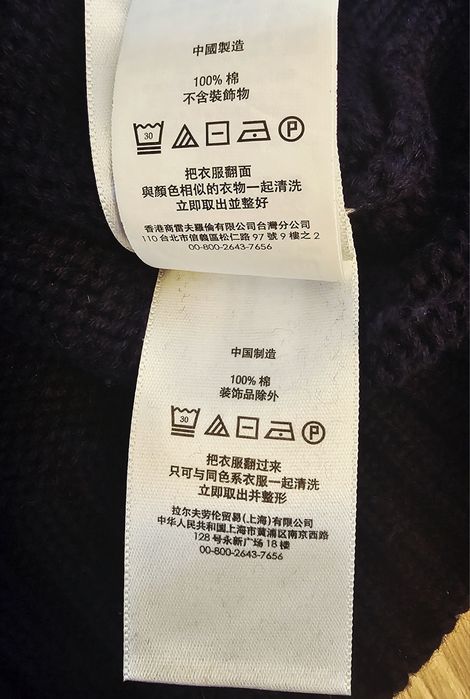 中國製造
100% 棉
不含裝飾物
30 P
把衣服翻面
與顏色相似的衣物一起清洗
立即取出並整好
香港商雷夫羅倫有限公司台灣分公司
110 台北市信義區松仁路 97 號 9 樓之 2
00-800-2643-7656
中国制造
100% 棉
装饰品除外
30 P
把衣服翻过来
只可与同色系衣服一起清洗
立即取出并整形
拉尔夫劳伦贸易(上海)有限公司
中华人民共和国上海市黄浦区南京西路
128 号永新广场 18 楼
00-800-2643-7656